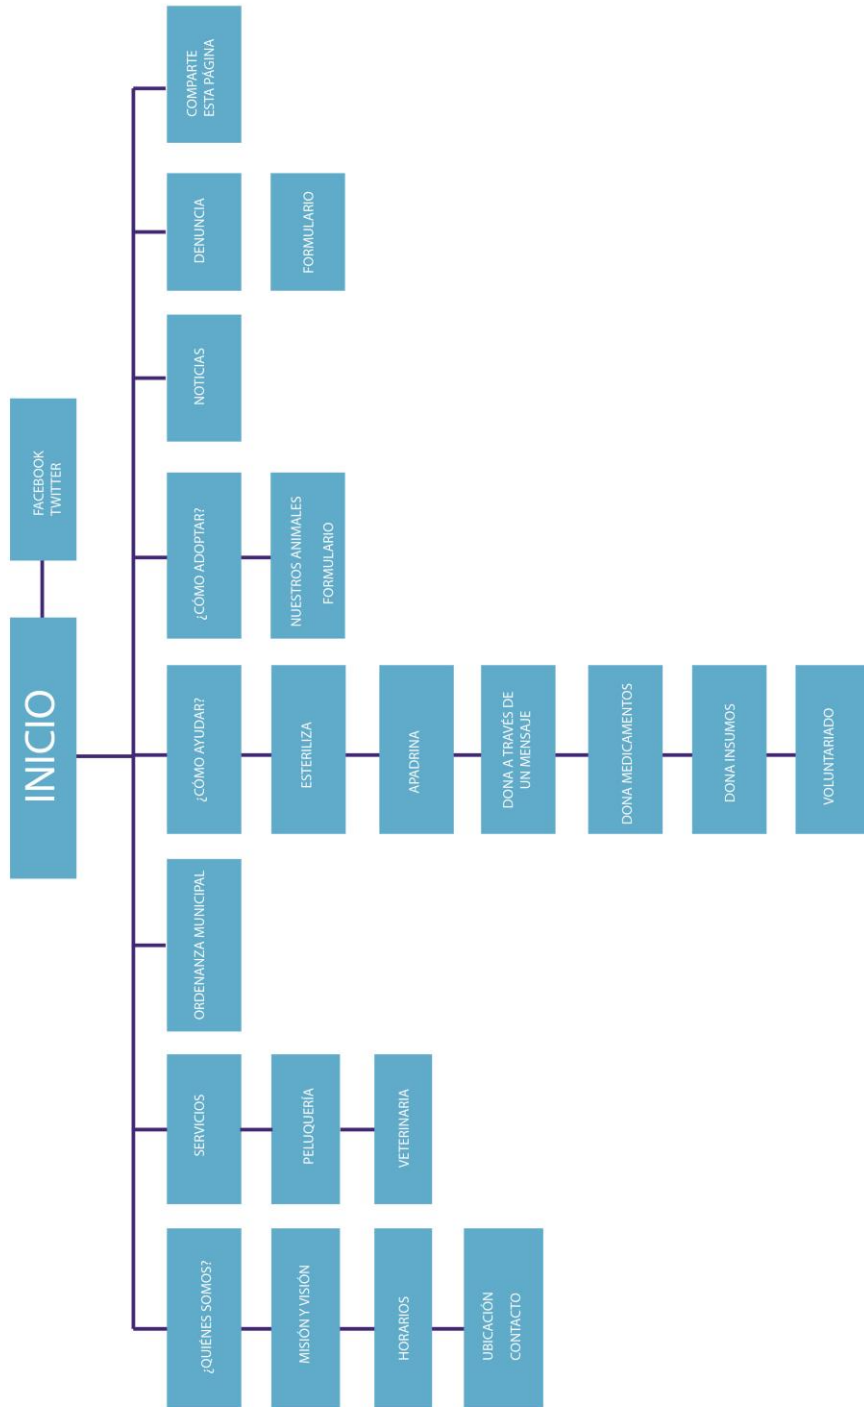 INICIO
FACEBOOK
TWITTER
¿QUIÉNES SOMOS?
MISIÓN Y VISIÓN
HORARIOS
UBICACIÓN
CONTACTO
SERVICIOS
PELUQUERÍA
VETERINARIA
ORDENANZA MUNICIPAL
¿CÓMO AYUDAR?
ESTERILIZA
APADRINA
DONA A TRAVÉS DE
UN MENSAJE
DONA MEDICAMENTOS
DONA INSUMOS
VOLUNTARIADO
¿CÓMO ADOPTAR?
NUESTROS ANIMALES
FORMULARIO
NOTICIAS
DENUNCIA
FORMULARIO
COMPARTE
ESTA PÁGINA